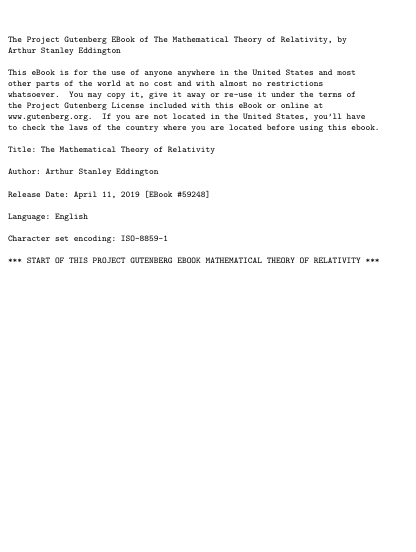 The Project Gutenberg EBook of The Mathematical Theory of Relativity, by
Arthur Stanley Eddington
This eBook is for the use of anyone anywhere in the United States and most
other parts of the world at no cost and with almost no restrictions
whatsoever.  You may copy it, give it away or re-use it under the terms of
the Project Gutenberg License included with this eBook or online at
www.gutenberg.org.  If you are not located in the United States, you'll have
to check the laws of the country where you are located before using this ebook.
Title: The Mathematical Theory of Relativity
Author: Arthur Stanley Eddington
Release Date: April 11, 2019 [EBook #59248]
Language: English
Character set encoding: ISO-8859-1
*** START OF THIS PROJECT GUTENBERG EBOOK MATHEMATICAL THEORY OF RELATIVITY ***